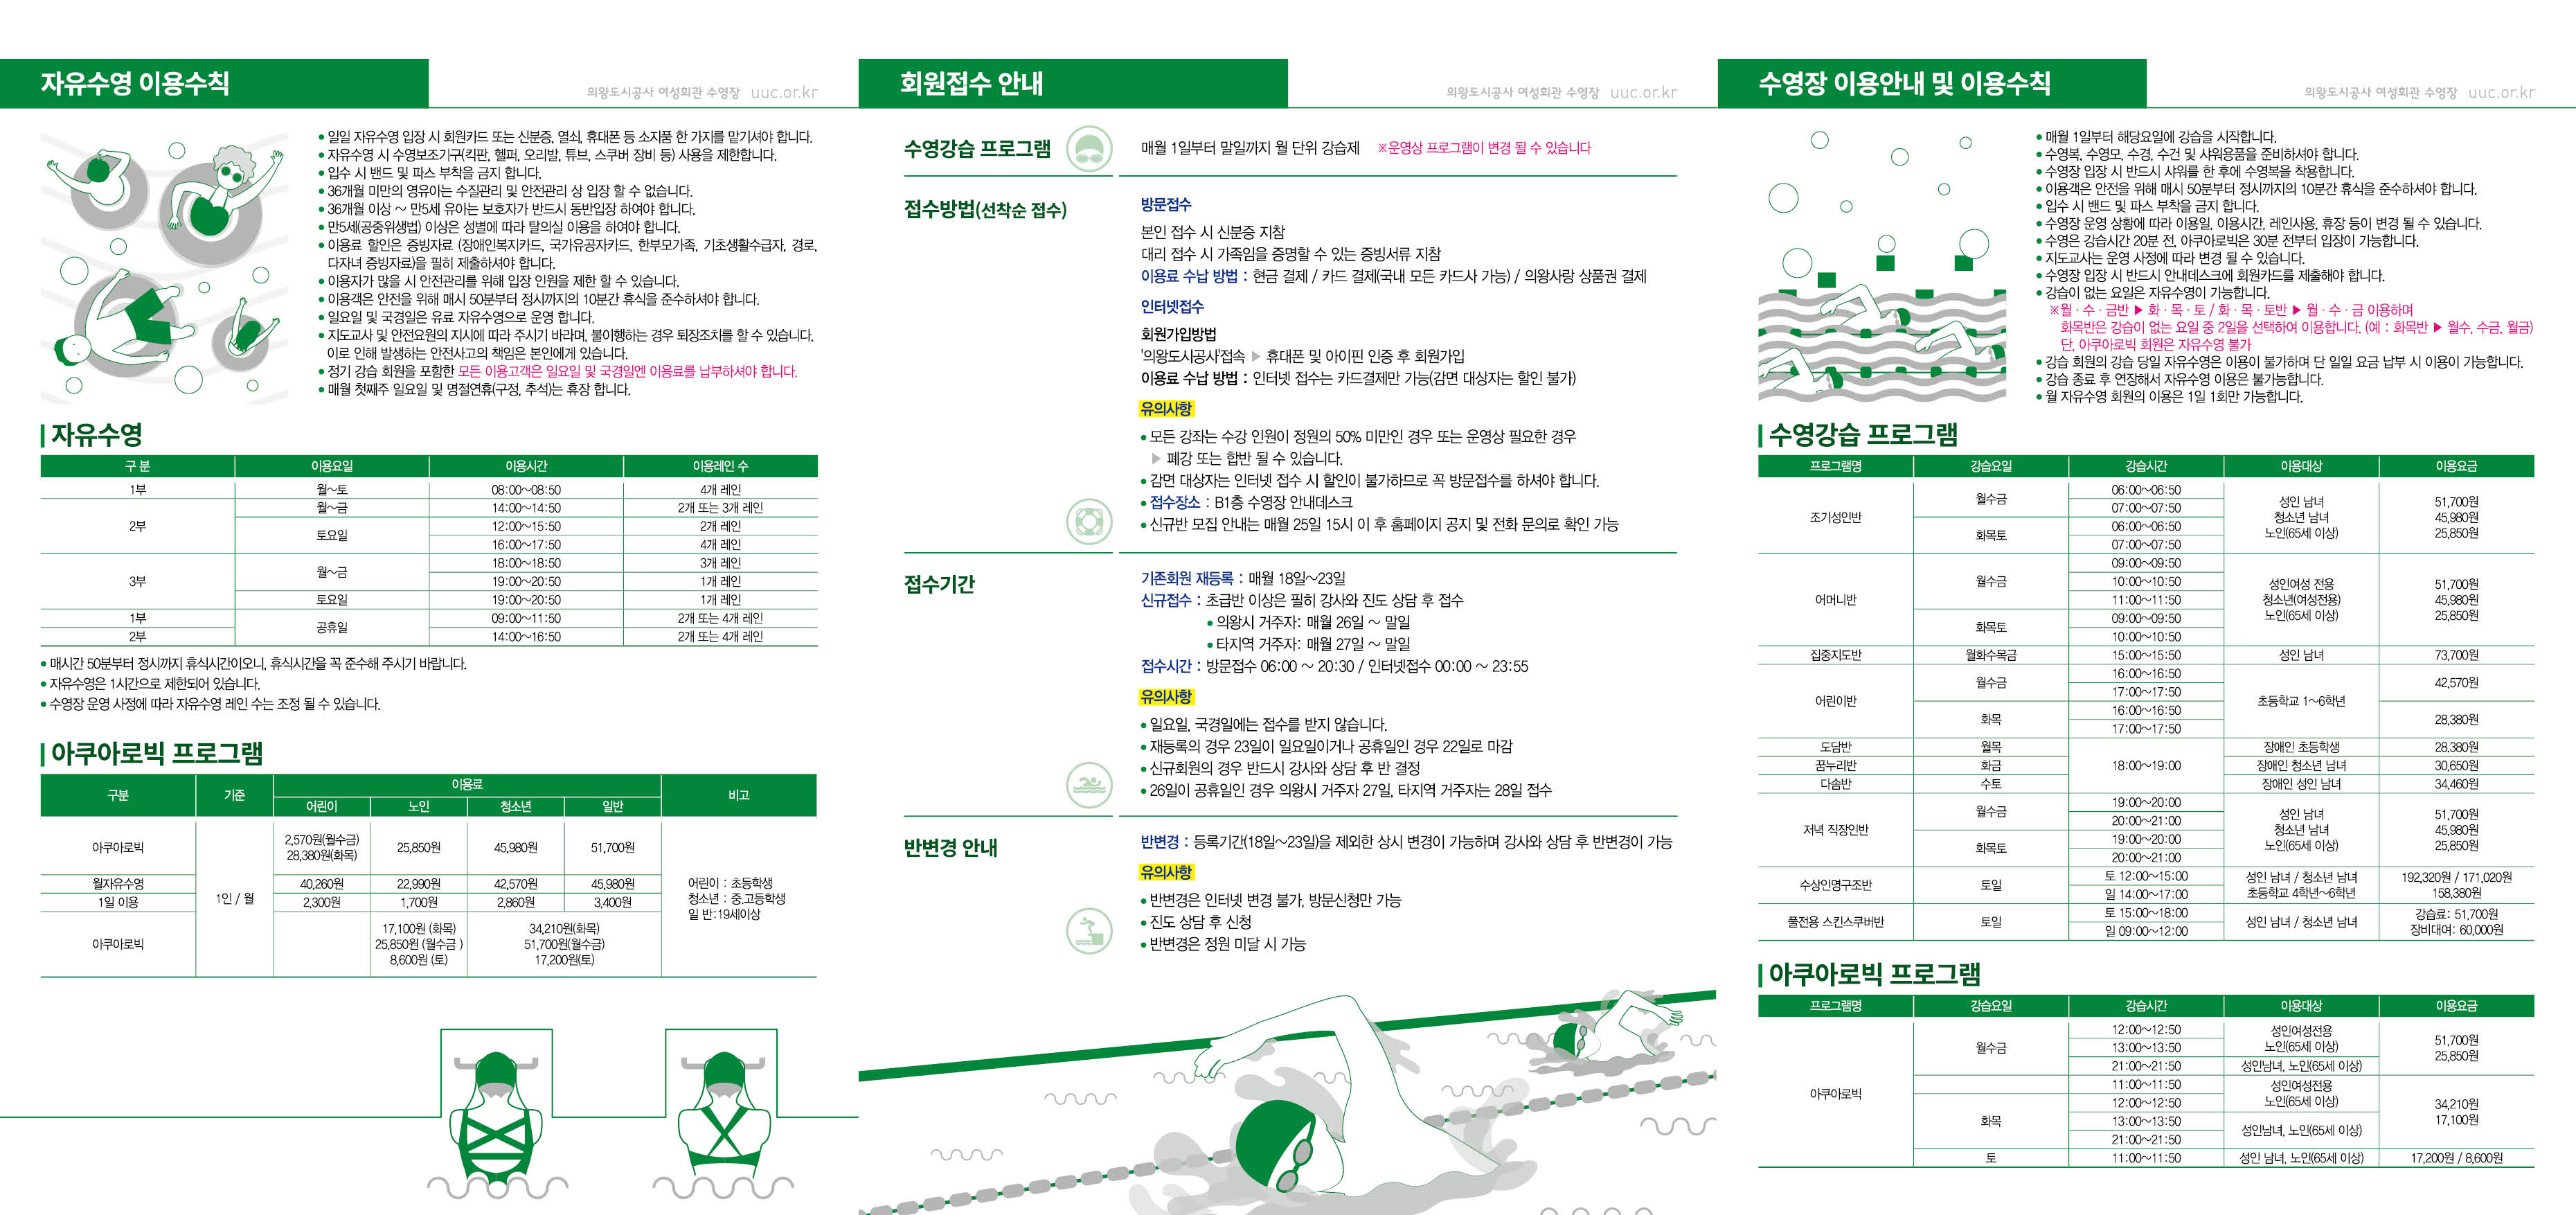 자유수영 이용수칙
의왕도시공사 여성회관 수영장 uuc.or.kr
• 일일 자유수영 입장 시 회원카드 또는 신분증, 열쇠, 휴대폰 등 소지품 한 가지를 맡기셔야 합니다.
• 자유수영 시 수영보조기구(킥판, 헬퍼, 오리발, 튜브, 스쿠버 장비 등) 사용을 제한합니다.
• 입수 시 밴드 및 파스 부착을 금지 합니다.
• 36개월 미만의 영유아는 수질관리 및 안전관리 상 입장 할 수 없습니다.
• 36개월 이상 ~ 만5세 유아는 보호자가 반드시 동반입장 하여야 합니다.
• 만5세(공중위생법) 이상은 성별에 따라 탈의실 이용을 하여야 합니다.
• 이용료 할인은 증빙자료 (장애인복지카드, 국가유공자카드, 한부모가족, 기초생활수급자, 경로,
다자녀 증빙자료)을 필히 제출하셔야 합니다.
• 이용자가 많을 시 안전관리를 위해 입장 인원을 제한 할 수 있습니다.
• 이용객은 안전을 위해 매시 50분부터 정시까지의 10분간 휴식을 준수하셔야 합니다.
• 일요일 및 국경일은 유료 자유수영으로 운영 합니다.
• 지도교사 및 안전요원의 지시에 따라 주시기 바라며, 불이행하는 경우 퇴장조치를 할 수 있습니다.
이로 인해 발생하는 안전사고의 책임은 본인에게 있습니다.
• 정기 강습 회원을 포함한 모든 이용고객은 일요일 및 국경일엔 이용료를 납부하셔야 합니다.
• 매월 첫째주 일요일 및 명절연휴(구정, 추석)는 휴장 합니다.
자유수영
구 분 이용요일 이용시간 이용레인 수
1부 월~토 08:00~08:50 4개 레인
2부 월~금 14:00~14:50 2개 또는 3개 레인
토요일 12:00~15:50 2개 레인
16:00~17:50 4개 레인
3부 월~금 18:00~18:50 3개 레인
19:00~20:50 1개 레인
토요일 19:00~20:50 1개 레인
1부 공휴일 09:00~11:50 2개 또는 4개 레인
2부 14:00~16:50 2개 또는 4개 레인
• 매시간 50분부터 정시까지 휴식시간이오니, 휴식시간을 꼭 준수해 주시기 바랍니다.
• 자유수영은 1시간으로 제한되어 있습니다.
• 수영장 운영 사정에 따라 자유수영 레인 수는 조정 될 수 있습니다.
아쿠아로빅 프로그램
구분 기준 이용료 비고
어린이 노인 청소년 일반
아쿠아로빅 2,570원(월수금) 25,850원 45,980원 51,700원
28,380원(화목)
월자유수영 40,260원 22,990원 42,570원 45,980원
1일 이용 2,300원 1,700원 2,860원 3,400원
1인 / 월
아쿠아로빅 17,100원 (화목) 34,210원(화목)
25,850원 (월수금 ) 51,700원(월수금)
8,600원 (토) 17,200원(토)
어린이 : 초등학생
청소년 : 중,고등학생
일 반:19세이상
회원접수 안내
의왕도시공사 여성회관 수영장 uuc.or.kr
수영강습 프로그램
매월 1일부터 말일까지 월 단위 강습제 ※운영상 프로그램이 변경 될 수 있습니다
접수방법(선착순 접수)
방문접수
본인 접수 시 신분증 지참
대리 접수 시 가족임을 증명할 수 있는 증빙서류 지참
이용료 수납 방법 : 현금 결제 / 카드 결제(국내 모든 카드사 가능) / 의왕사랑 상품권 결제
인터넷접수
회원가입방법
'의왕도시공사'접속 ▶ 휴대폰 및 아이핀 인증 후 회원가입
이용료 수납 방법 : 인터넷 접수는 카드결제만 가능(감면 대상자는 할인 불가)
유의사항
• 모든 강좌는 수강 인원이 정원의 50% 미만인 경우 또는 운영상 필요한 경우
▶ 폐강 또는 합반 될 수 있습니다.
• 감면 대상자는 인터넷 접수 시 할인이 불가하므로 꼭 방문접수를 하셔야 합니다.
• 접수장소 : B1층 수영장 안내데스크
• 신규반 모집 안내는 매월 25일 15시 이 후 홈페이지 공지 및 전화 문의로 확인 가능
접수기간
기존회원 재등록 : 매월 18일~23일
신규접수 : 초급반 이상은 필히 강사와 진도 상담 후 접수
• 의왕시 거주자: 매월 26일 ~ 말일
• 타지역 거주자: 매월 27일 ~ 말일
접수시간 : 방문접수 06:00 ~ 20:30 / 인터넷접수 00:00 ~ 23:55
유의사항
• 일요일, 국경일에는 접수를 받지 않습니다.
• 재등록의 경우 23일이 일요일이거나 공휴일인 경우 22일로 마감
• 신규회원의 경우 반드시 강사와 상담 후 반 결정
• 26일이 공휴일인 경우 의왕시 거주자 27일, 타지역 거주자는 28일 접수
반변경 안내
반변경 : 등록기간(18일~23일)을 제외한 상시 변경이 가능하며 강사와 상담 후 반변경이 가능
유의사항
• 반변경은 인터넷 변경 불가, 방문신청만 가능
• 진도 상담 후 신청
• 반변경은 정원 미달 시 가능
수영장 이용안내 및 이용수칙
의왕도시공사 여성회관 수영장 uuc.or.kr
• 매월 1일부터 해당요일에 강습을 시작합니다.
• 수영복, 수영모, 수경, 수건 및 샤워용품을 준비하셔야 합니다.
• 수영장 입장 시 반드시 샤워를 한 후에 수영복을 착용합니다.
• 이용객은 안전을 위해 매시 50분부터 정시까지의 10분간 휴식을 준수하셔야 합니다.
• 입수 시 밴드 및 파스 부착을 금지 합니다.
• 수영장 운영 상황에 따라 이용일, 이용시간, 레인사용, 휴장 등이 변경 될 수 있습니다.
• 수영은 강습시간 20분 전, 아쿠아로빅은 30분 전부터 입장이 가능합니다.
• 지도교사는 운영 사정에 따라 변경 될 수 있습니다.
• 수영장 입장 시 반드시 안내데스크에 회원카드를 제출해야 합니다.
• 강습이 없는 요일은 자유수영이 가능합니다.
※월 · 수 · 금반 ▶ 화 · 목 · 토 / 화 · 목 · 토반 ▶ 월 · 수 · 금 이용하며
화목반은 강습이 없는 요일 중 2일을 선택하여 이용합니다. (예 : 화목반 ▶ 월수, 수금, 월금)
단, 아쿠아로빅 회원은 자유수영 불가
• 강습 회원의 강습 당일 자유수영은 이용이 불가하며 단 일일 요금 납부 시 이용이 가능합니다.
• 강습 종료 후 연장해서 자유수영 이용은 불가능합니다.
• 월 자유수영 회원의 이용은 1일 1회만 가능합니다.
수영강습 프로그램
프로그램명 강습요일 강습시간 이용대상 이용요금
조기성인반 월수금 06:00~06:50 성인 남녀 51,700원
07:00~07:50 청소년 남녀 45,980원
화목토 06:00~06:50 노인(65세 이상) 25,850원
07:00~07:50
어머니반 월수금 09:00~09:50 성인여성 전용 51,700원
10:00~10:50 청소년(여성전용) 45,980원
11:00~11:50 노인(65세 이상) 25,850원
화목토 09:00~09:50
10:00~10:50
집중지도반 월화수목금 15:00~15:50 성인 남녀 73,700원
어린이반 월수금 16:00~16:50 초등학교 1~6학년 42,570원
17:00~17:50
화목 16:00~16:50 28,380원
17:00~17:50
도담반 월목 18:00~19:00 장애인 초등학생 28,380원
꿈누리반 화금 장애인 청소년 남녀 30,650원
다솜반 수토 장애인 성인 남녀 34,460원
저녁 직장인반 월수금 19:00~20:00 성인 남녀 51,700원
20:00~21:00 청소년 남녀 45,980원
화목토 19:00~20:00 노인(65세 이상) 25,850원
20:00~21:00
수상인명구조반 토일 토 12:00~15:00 성인 남녀 / 청소년 남녀 192,320원 / 171,020원
일 14:00~17:00 초등학교 4학년~6학년 158,380원
풀전용 스킨스쿠버반 토일 토 15:00~18:00 성인 남녀 / 청소년 남녀 강습료: 51,700원
일 09:00~12:00 장비대여: 60,000원
아쿠아로빅 프로그램
프로그램명 강습요일 강습시간 이용대상 이용요금
아쿠아로빅 월수금 12:00~12:50 성인여성전용 51,700원
13:00~13:50 노인(65세 이상) 25,850원
21:00~21:50 성인남녀, 노인(65세 이상)
화목 11:00~11:50 성인여성전용 34,210원
12:00~12:50 노인(65세 이상) 17,100원
13:00~13:50 성인남녀, 노인(65세 이상)
21:00~21:50
토 11:00~11:50 성인 남녀, 노인(65세 이상) 17,200원 / 8,600원